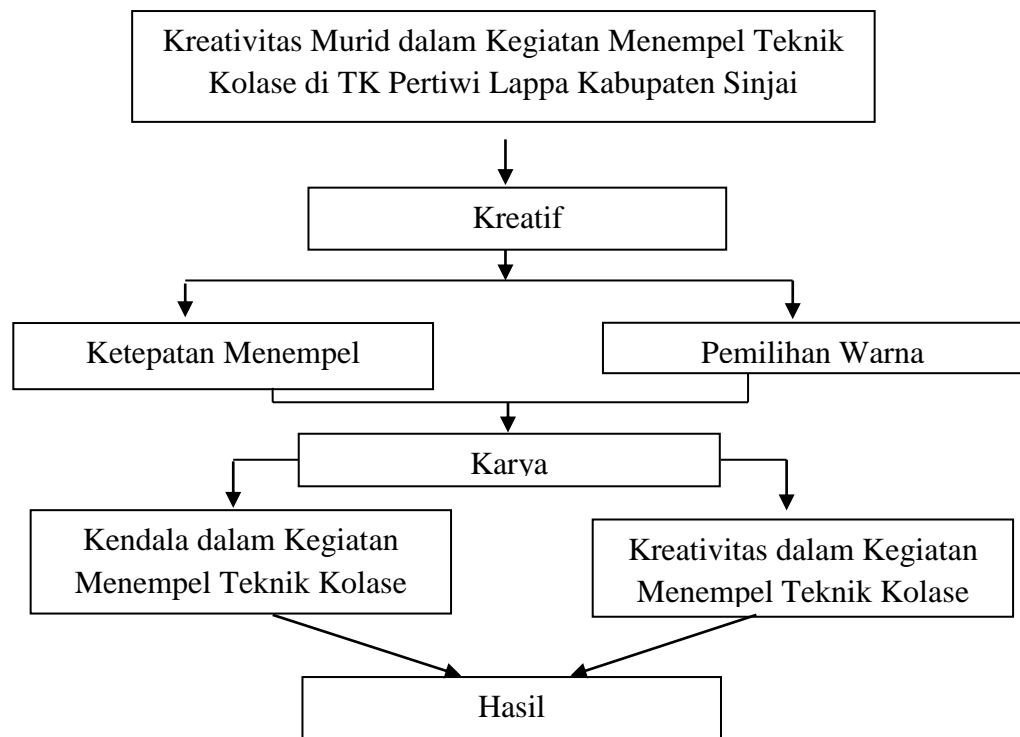 Kreativitas Murid dalam Kegiatan Menempel Teknik
Kolase di TK Pertiwi Lappa Kabupaten Sinjai
Kreatif
Ketepatan Menempel
Pemilihan Warna
Karya
Kendala dalam Kegiatan
Menempel Teknik Kolase
Kreativitas dalam Kegiatan
Menempel Teknik Kolase
Hasil